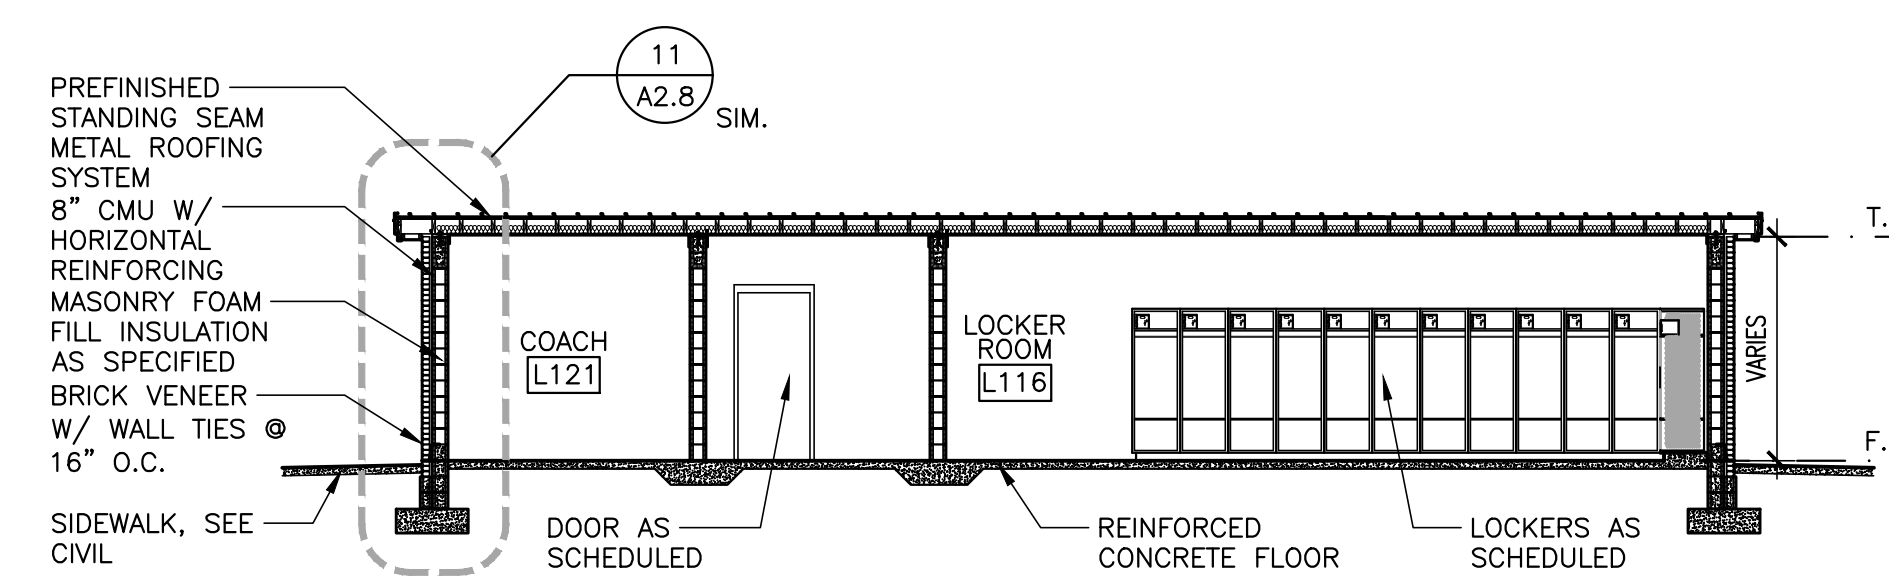 11
A2.8
SIM.
PREFINISHED
STANDING SEAM
METAL ROOFING
SYSTEM
8” CMU W/
HORIZONTAL
REINFORCING
MASONRY FOAM
FILL INSULATION
AS SPECIFIED
BRICK VENEER
W/ WALL TIES @
16” O.C.
SIDEWALK, SEE
CIVIL
COACH
L121
LOCKER
ROOM
L116
VARIES
T.
F.
DOOR AS
SCHEDULED
REINFORCED
CONCRETE FLOOR
LOCKERS AS
SCHEDULED